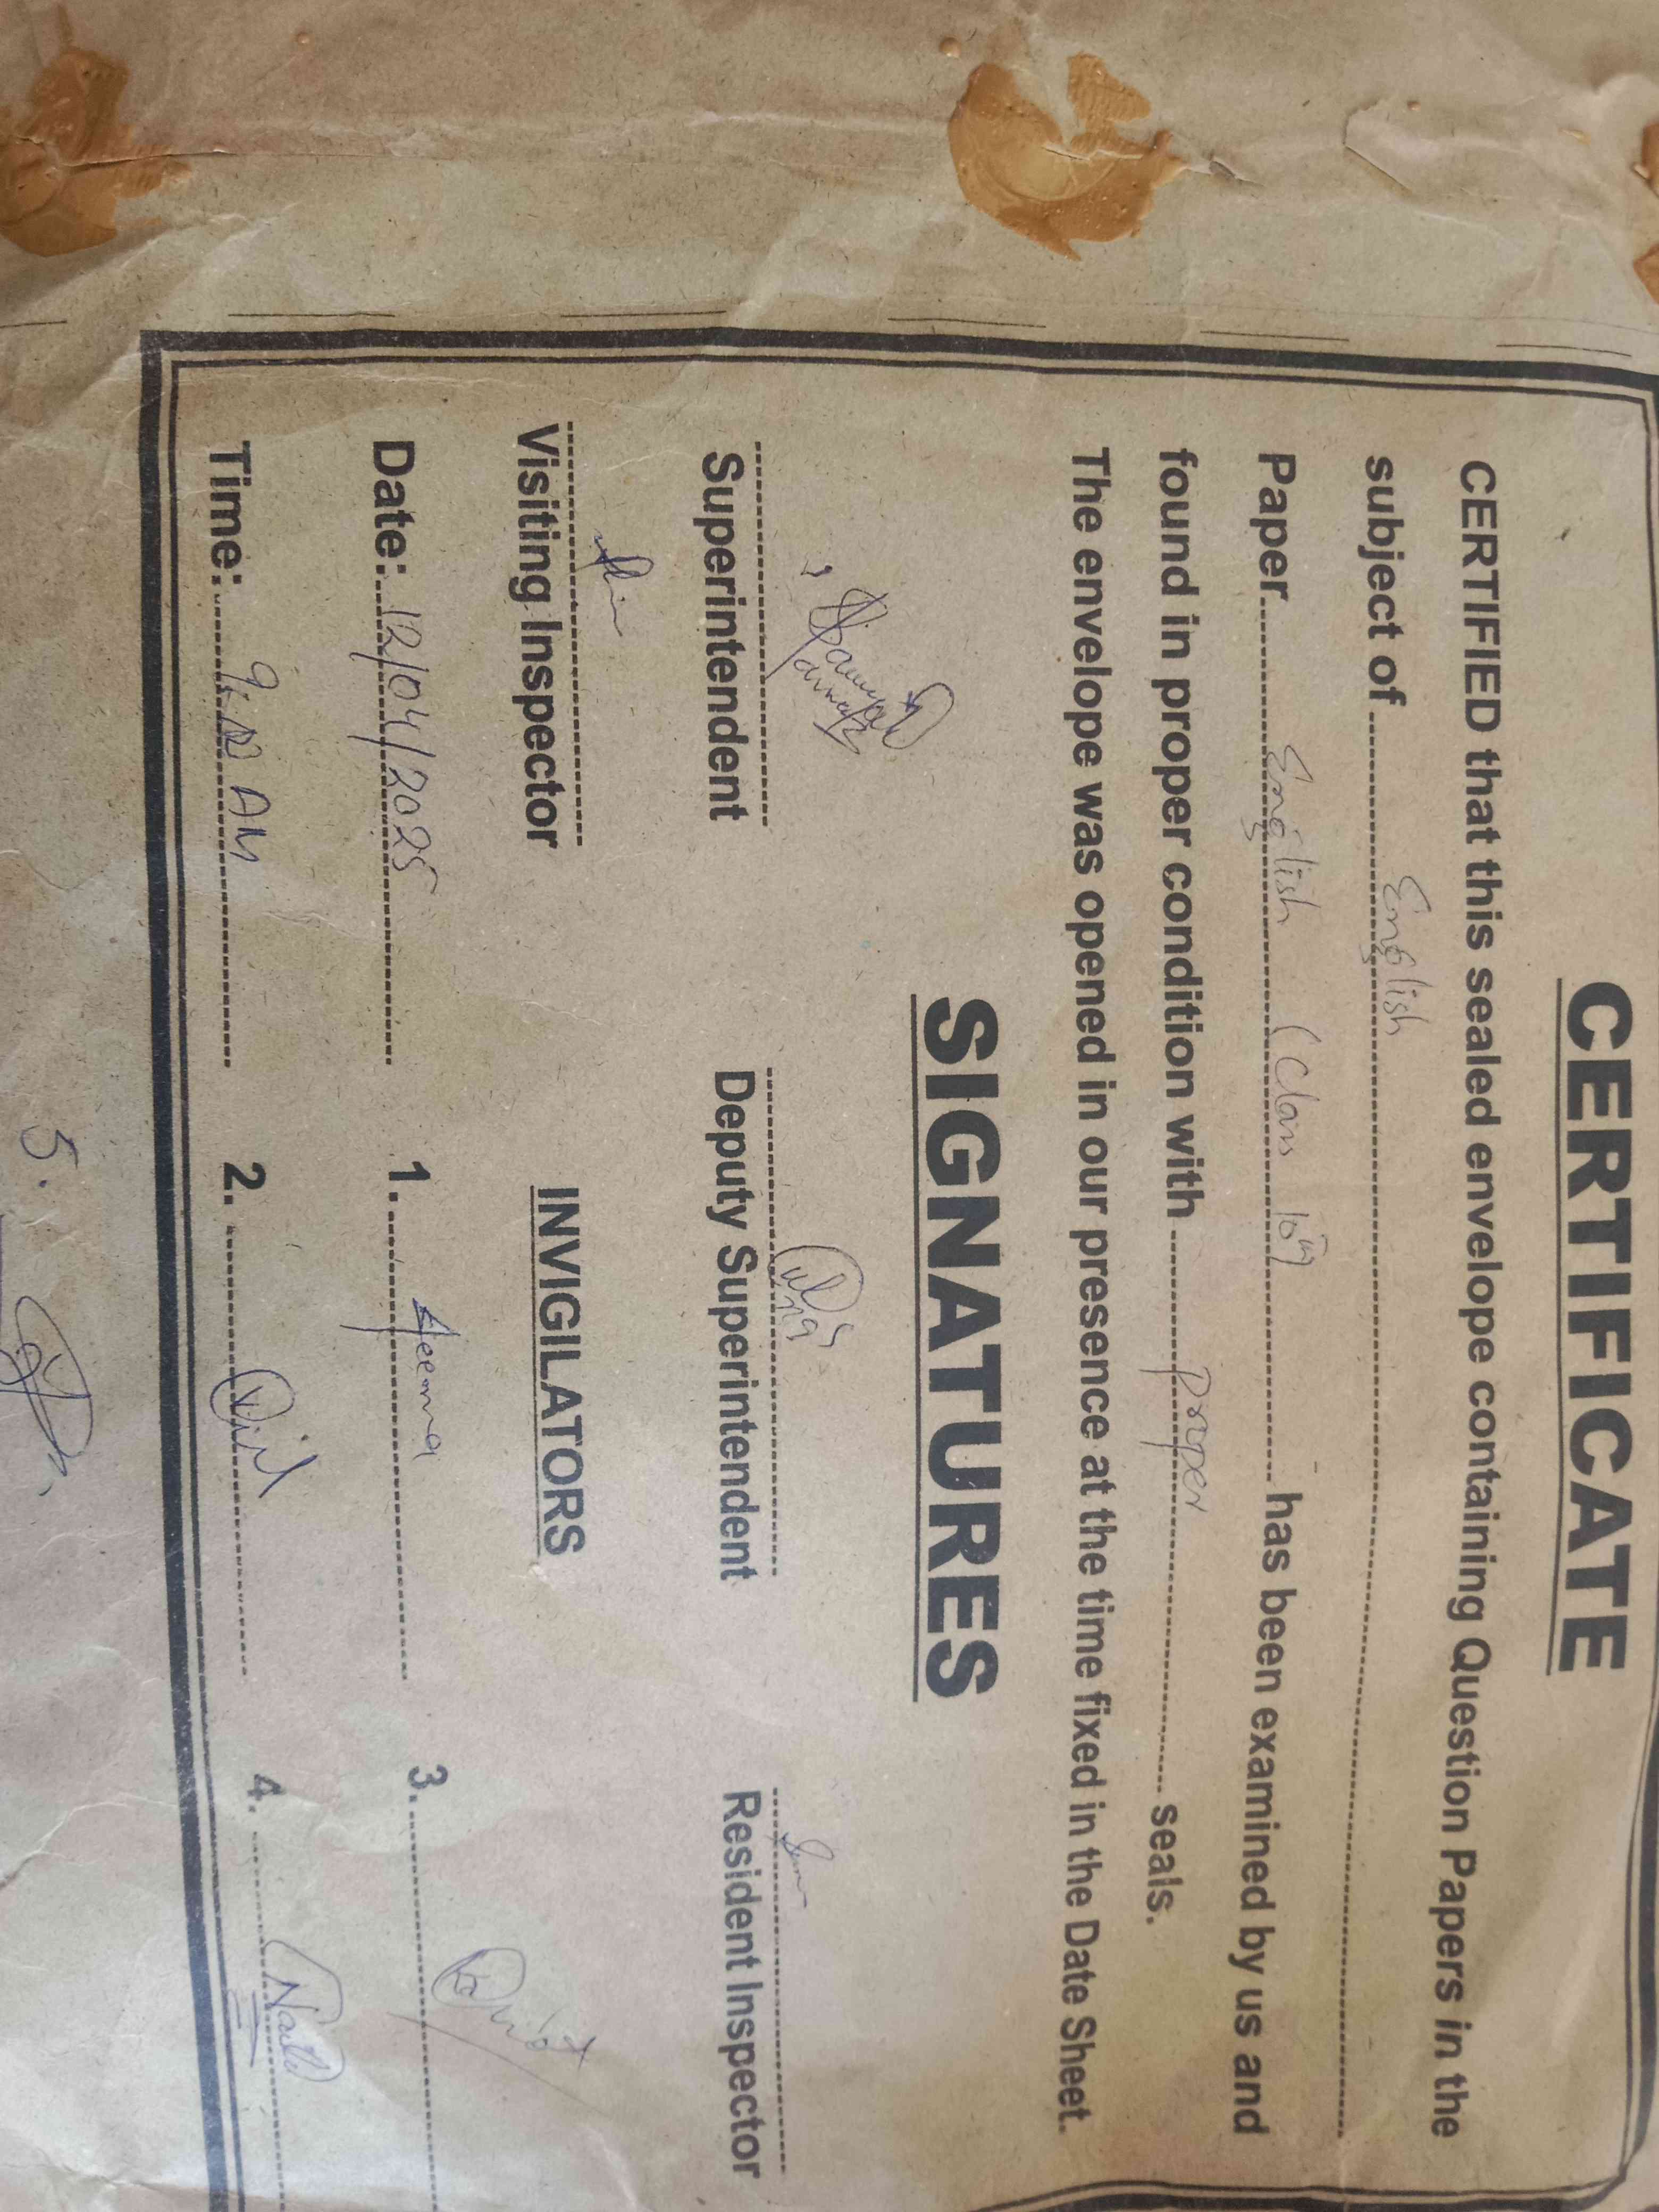 CERTIFICATE
CERTIFIED that this sealed envelope containing Question Papers in the
subject of English
Paper English (Class 10th) has been examined by us and
found in proper condition with proper seals.
The envelope was opened in our presence at the time fixed in the Date Sheet.
SIGNATURES
Superintendent Deputy Superintendent Resident Inspector
Visiting Inspector INVIGILATORS
Date: 12/04/2025 1. 3.
Time: AM 2. 4.
5.